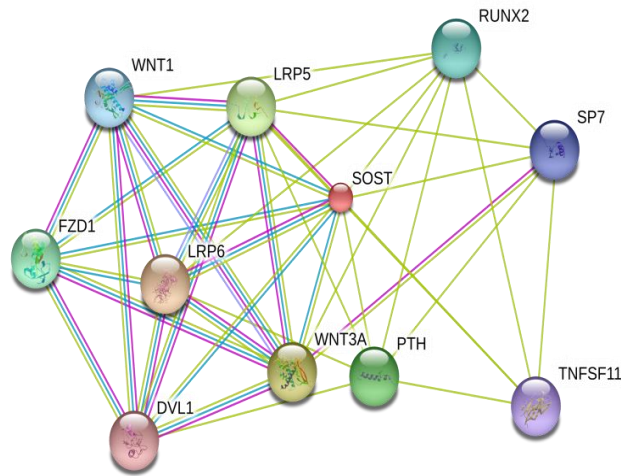 RUNX2
WNT1
LRP5
SP7
SOST
FZD1
LRP6
WNT3A
PTH
TNFSF11
DVL1